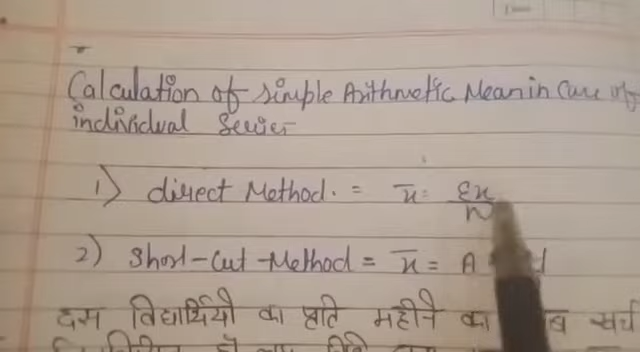 Calculation of simple Arithmetic Mean in Case of
individual Series
1) direct Method. = x̄ = Σx/N
2) Short-Cut-Method = x̄ = A
दस विद्यार्थियो का प्रति महीने का खर्च